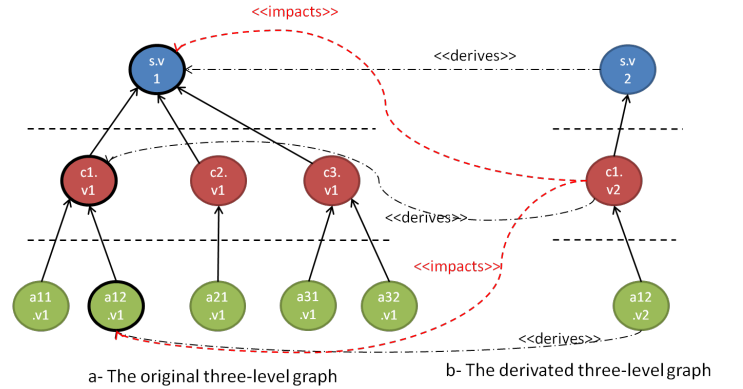 <<impacts>>
<<derives>>
s.v
1
s.v
2
c1.
v1
c2.
v1
c3.
v1
c1.
v2
<<derives>>
<<impacts>>
a11
.v1
a12
.v1
a21
.v1
a31
.v1
a32
.v1
a12
.v2
<<derives>>
a- The original three-level graph
b- The derivated three-level graph